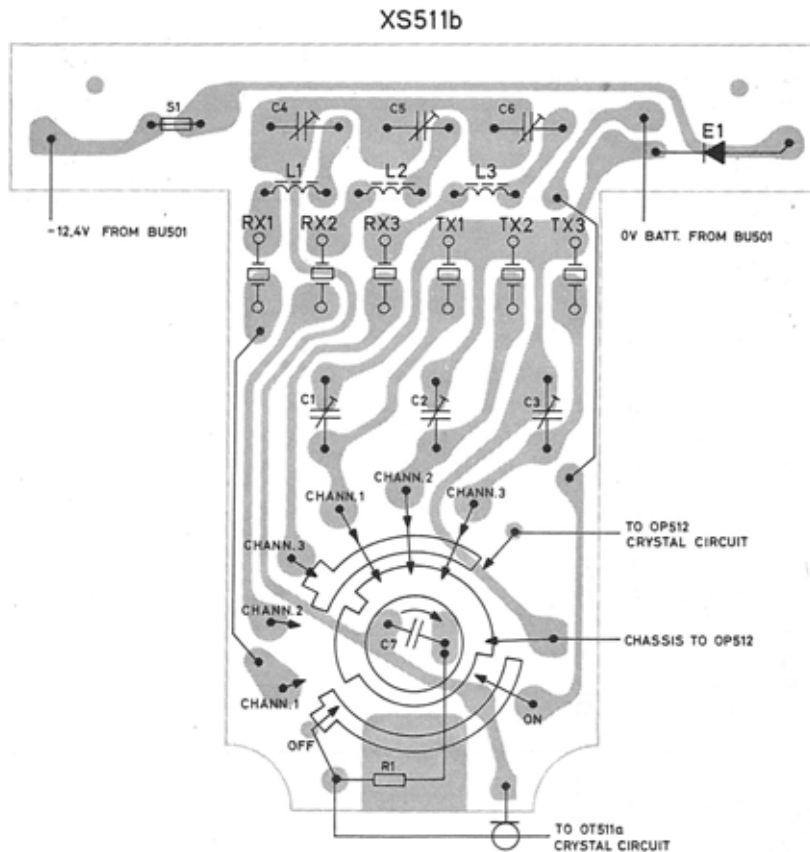 XS511b
S1
C4
C5
C6
E1
L1
L2
L3
-12,4V FROM BU501
RX1
RX2
RX3
TX1
TX2
TX3
0V BATT. FROM BU501
C1
C2
C3
CHANN.1
CHANN.2
CHANN.3
TO OP512
CRYSTAL CIRCUIT
CHANN.3
CHANN.2
C7
CHASSIS TO OP512
CHANN.1
OFF
ON
R1
TO OT511a
CRYSTAL CIRCUIT